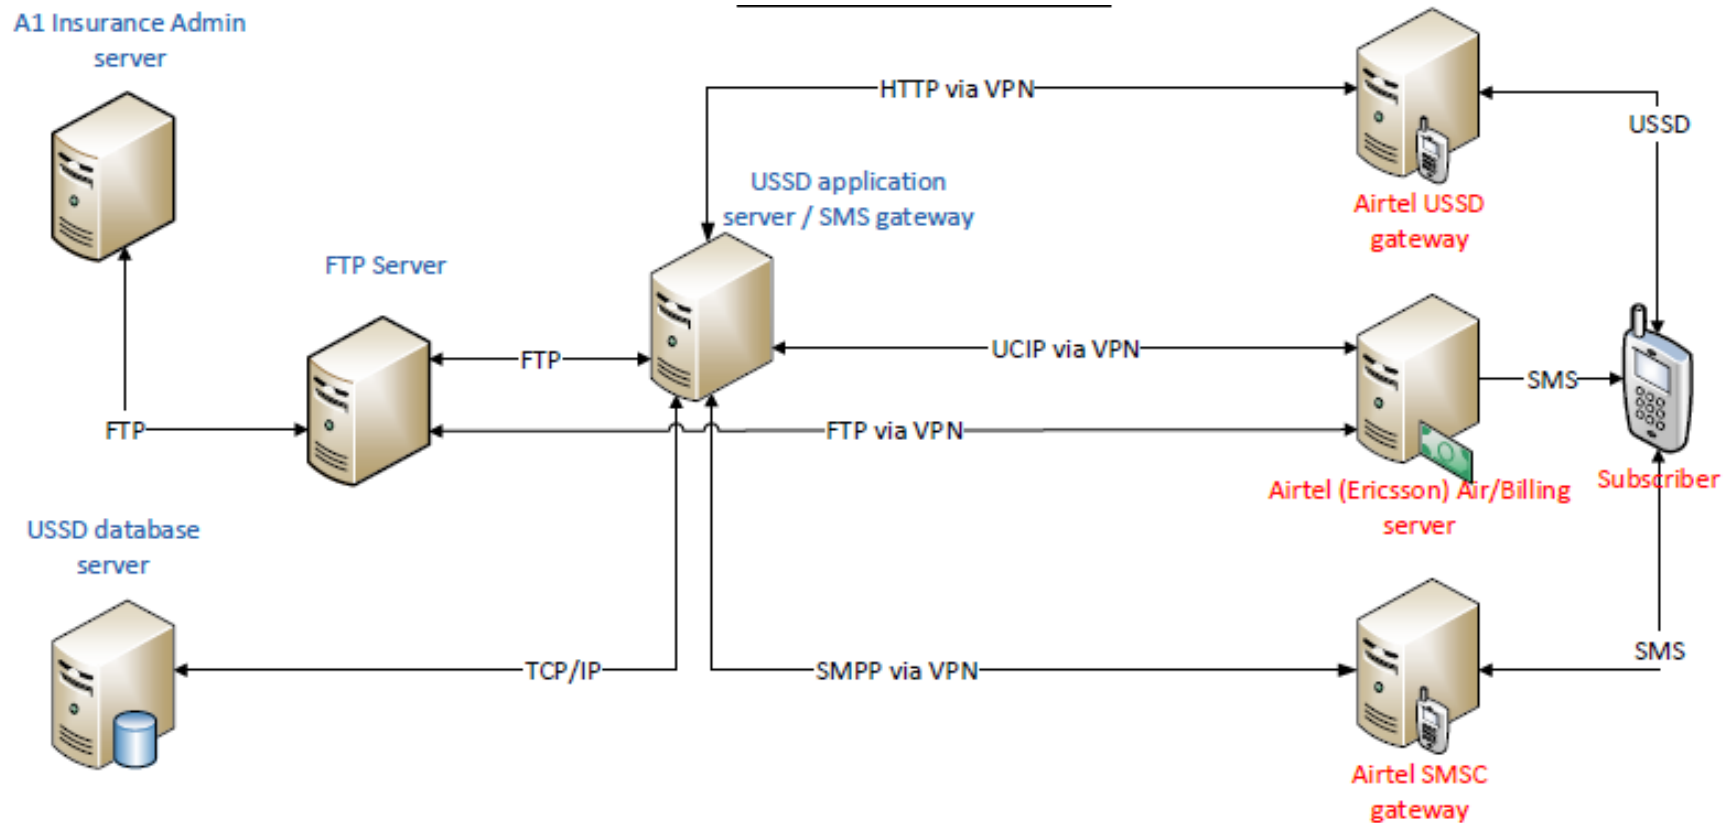 A1 Insurance Admin
server
HTTP via VPN
USSD
USSD application
server / SMS gateway
Airtel USSD
gateway
FTP Server
FTP
UCIP via VPN
SMS
FTP
FTP via VPN
Airtel (Ericsson) Air/Billing
server
Subscriber
USSD database
server
TCP/IP
SMPP via VPN
SMS
Airtel SMSC
gateway